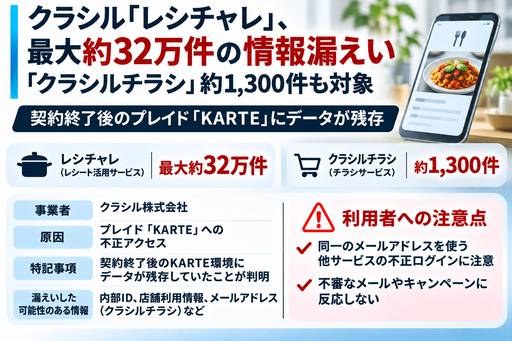 クラシル「レシチャレ」、
最大約32万件の情報漏えい
「クラシルチラシ」約1,300件も対象
契約終了後のプレイド「KARTE」にデータが残存
レシチャレ
(レシート活用サービス)
最大約32万件
クラシルチラシ
(チラシサービス)
約1,300件
事業者
クラシル株式会社
原因
プレイド「KARTE」への
不正アクセス
特記事項
契約終了後のKARTE環境に
データが残存していたことが判明
漏えいした
可能性のある情報
内部ID、店舗利用情報、メールアドレス
(クラシルチラシ)など
利用者への注意点
同一のメールアドレスを使う
他サービスの不正ログインに注意
不審なメールやキャンペーンに
反応しない